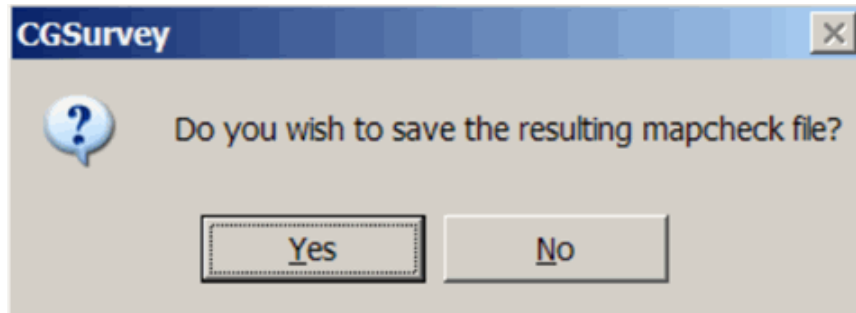 CGSurvey
Do you wish to save the resulting mapcheck file?
Yes No